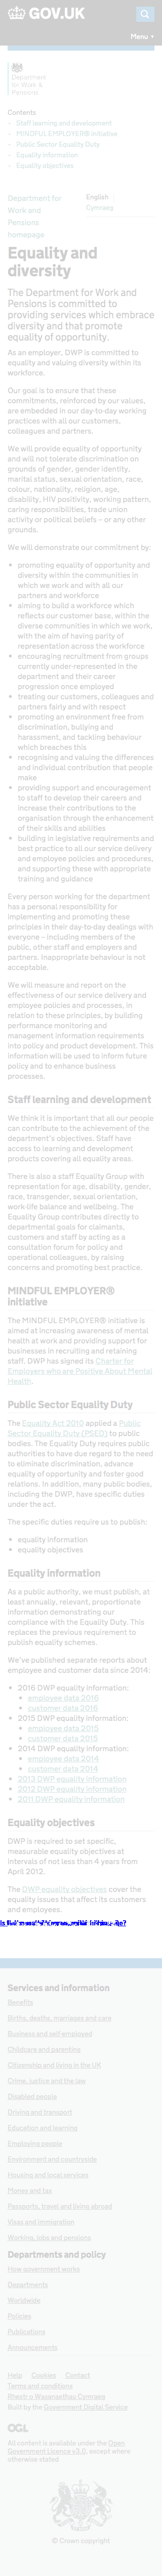 GOV.UK
Menu
Department
for Work &
Pensions
Contents
– Staff learning and development
– MINDFUL EMPLOYER® initiative
– Public Sector Equality Duty
– Equality information
– Equality objectives
Department for
Work and
Pensions
homepage
English
Cymraeg
Equality and
diversity
The Department for Work and
Pensions is committed to
providing services which embrace
diversity and that promote
equality of opportunity.
As an employer, DWP is committed to
equality and valuing diversity within its
workforce.
Our goal is to ensure that these
commitments, reinforced by our values,
are embedded in our day-to-day working
practices with all our customers,
colleagues and partners.
We will provide equality of opportunity
and will not tolerate discrimination on
grounds of gender, gender identity,
marital status, sexual orientation, race,
colour, nationality, religion, age,
disability, HIV positivity, working pattern,
caring responsibilities, trade union
activity or political beliefs – or any other
grounds.
We will demonstrate our commitment by:
• promoting equality of opportunity and
diversity within the communities in
which we work and with all our
partners and workforce
• aiming to build a workforce which
reflects our customer base, within the
diverse communities in which we work,
with the aim of having parity of
representation across the workforce
• encouraging recruitment from groups
currently under-represented in the
department and their career
progression once employed
• treating our customers, colleagues and
partners fairly and with respect
• promoting an environment free from
discrimination, bullying and
harassment, and tackling behaviour
which breaches this
• recognising and valuing the differences
and individual contribution that people
make
• providing support and encouragement
to staff to develop their careers and
increase their contributions to the
organisation through the enhancement
of their skills and abilities
• building in legislative requirements and
best practice to all our service delivery
and employee policies and procedures,
and supporting these with appropriate
training and guidance
Every person working for the department
has a personal responsibility for
implementing and promoting these
principles in their day-to-day dealings with
everyone – including members of the
public, other staff and employers and
partners. Inappropriate behaviour is not
acceptable.
We will measure and report on the
effectiveness of our service delivery and
employee processes, in relation to
changing diversity patterns, by building
performance monitoring and
management information requirements
into policy and product development. This
information will be used to inform future
policy and to enhance business
processes.
Staff learning and development
We think it is important that all our people
can contribute to the achievement of the
department's objectives. Staff have
access to learning and development
products covering all equality areas.
There is also a staff Equality Group with
representation for age, disability, gender,
race, transgender, sexual orientation,
work-life balance and wellbeing. The
Equality Group contributes directly to
departmental goals for claimants,
customers and staff by acting as a
consultation forum for policy and
operational colleagues, by raising
concerns and promoting best practice.
MINDFUL EMPLOYER®
initiative
The MINDFUL EMPLOYER initiative is
aimed at increasing awareness of mental
health at work and providing support for
businesses in recruiting and retaining
staff. DWP has signed its Charter for
Employers who are Positive About Mental
Health.
Public Sector Equality Duty
The Equality Act 2010 applied a Public
Sector Equality Duty (PSED) to public
bodies. The Equality Duty requires public
authorities to have due regard to the need
to eliminate discrimination, advance
equality of opportunity and foster good
relations. In addition, many public bodies,
including the DWP, have specific duties
under the act.
The specific duties require us to publish:
• equality information
• equality objectives
Equality information
As a public authority, we must publish, at
least annually, relevant, proportionate
information demonstrating our
compliance with the Equality Duty. This
replaces the previous requirement to
publish equality schemes.
We've published separate reports about
employee and customer data since 2014:
• 2016 DWP equality information:
• employee data 2016
• customer data 2016
• 2015 DWP equality information:
• employee data 2015
• customer data 2015
• 2014 DWP equality information:
• employee data 2014
• customer data 2014
• 2013 DWP equality information
• 2012 DWP equality information
• 2011 DWP equality information
Equality objectives
DWP is required to set specific,
measurable equality objectives at
intervals of not less than 4 years from
April 2012.
The DWP equality objectives cover the
equality issues that affect its customers
and employees.
Services and information
Benefits
Births, deaths, marriages and care
Business and self-employed
Childcare and parenting
Citizenship and living in the UK
Crime, justice and the law
Disabled people
Driving and transport
Education and learning
Employing people
Environment and countryside
Housing and local services
Money and tax
Passports, travel and living abroad
Visas and immigration
Working, jobs and pensions
Departments and policy
How government works
Departments
Worldwide
Policies
Publications
Announcements
Help Cookies Contact
Terms and conditions
Rhestr o Wasanaethau Cymraeg
Built by the Government Digital Service
OGL
All content is available under the Open
Government Licence v3.0, except where
otherwise stated
© Crown copyright